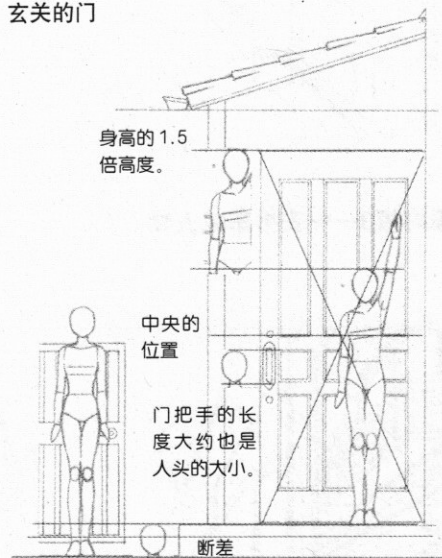 玄关的门
身高的1.5
倍高度。
中央的
位置
门把手的长
度大约也是
人头的大小。
断差